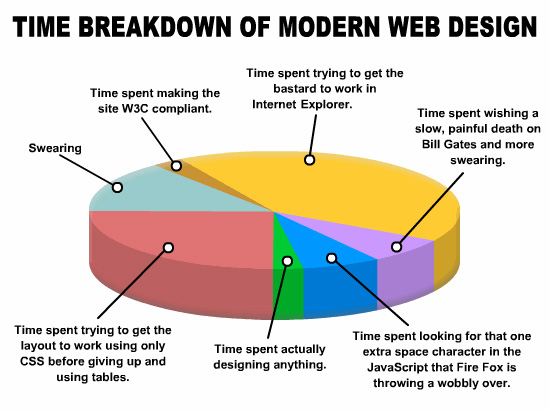 TIME BREAKDOWN OF MODERN WEB DESIGN
Time spent trying to get the
bastard to work in
Internet Explorer.
Time spent making the
site W3C compliant.
Time spent wishing a
slow, painful death on
Bill Gates and more
swearing.
Swearing
Time spent trying to get the
layout to work using only
CSS before giving up and
using tables.
Time spent actually
designing anything.
Time spent looking for that one
extra space character in the
JavaScript that Fire Fox is
throwing a wobbly over.